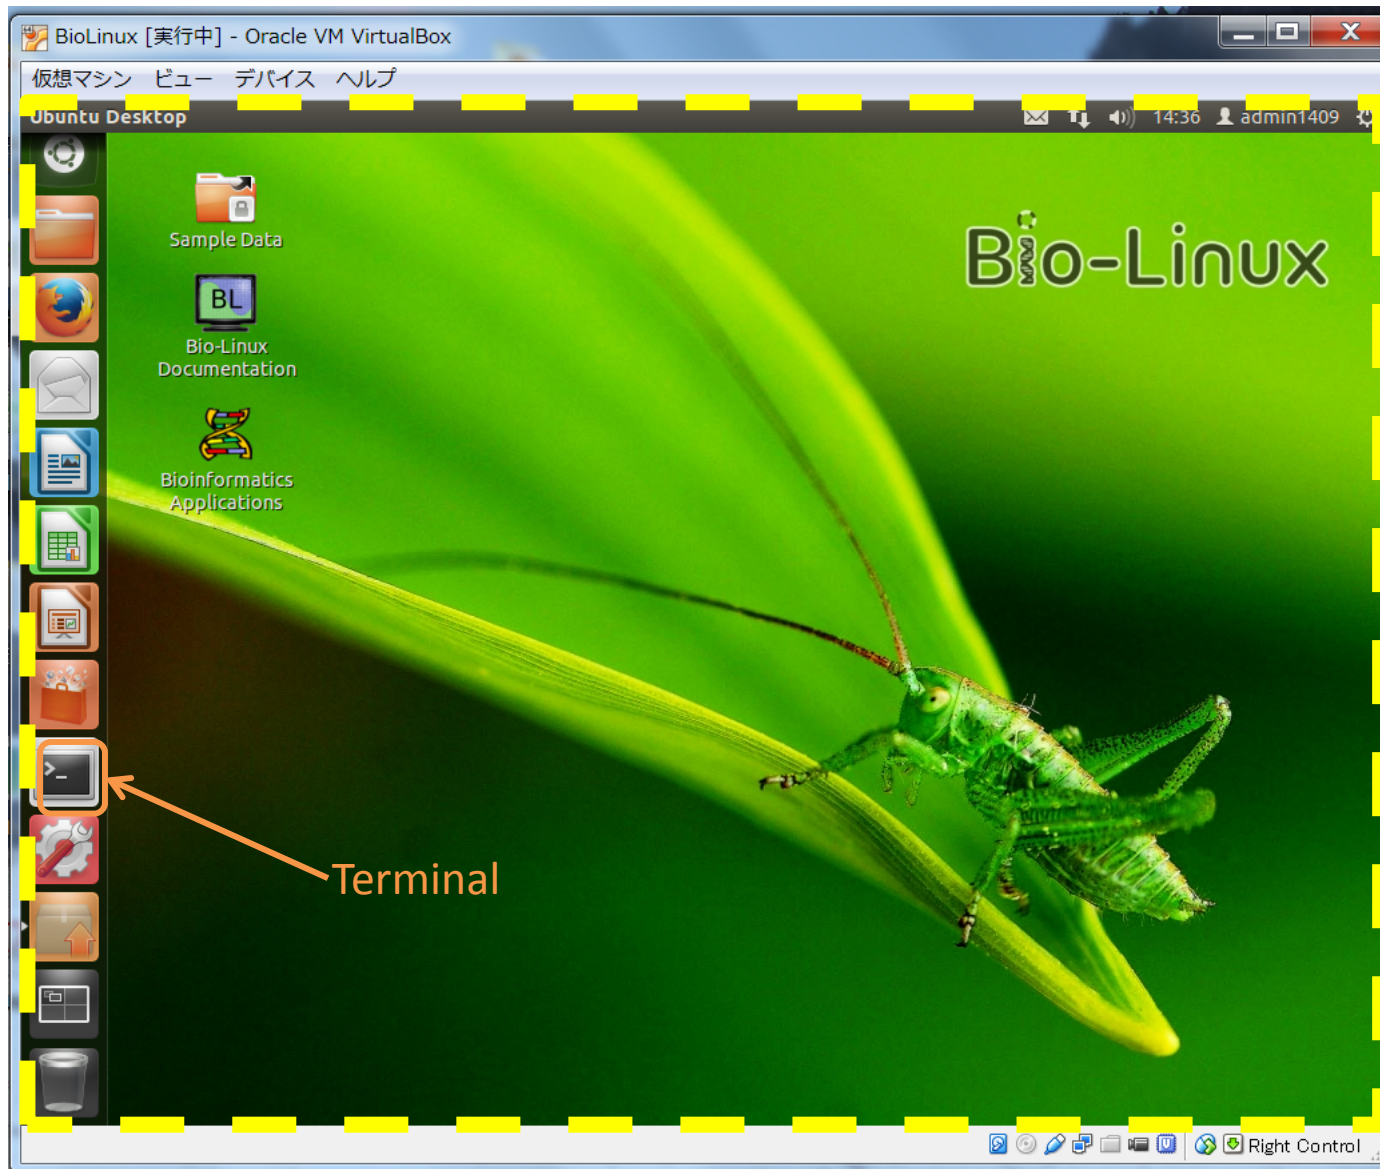 BioLinux [実行中] - Oracle VM VirtualBox
仮想マシン ビュー デバイス ヘルプ
Ubuntu Desktop
14:36 admin1409
Sample Data
Bio-Linux
BL
Bio-Linux
Documentation
Bioinformatics
Applications
>_
Terminal
Right Control